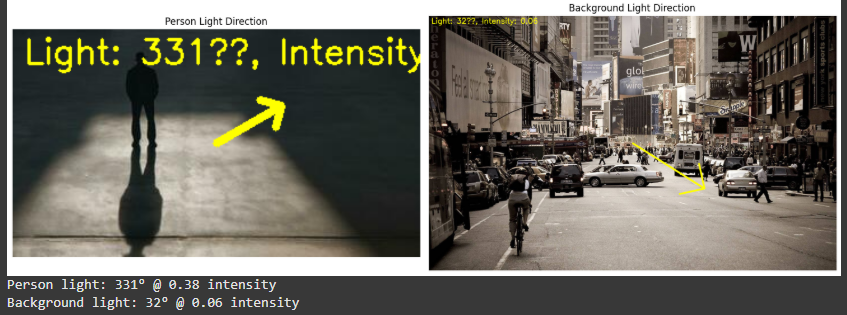 Person Light Direction
Light: 331??, Intensity
Background Light Direction
Light: 32??, Intensity: 0.06
W
glo
wire
Person light: 331° @ 0.38 intensity
Background light: 32° @ 0.06 intensity